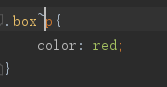 .box~p{
color: red;
}